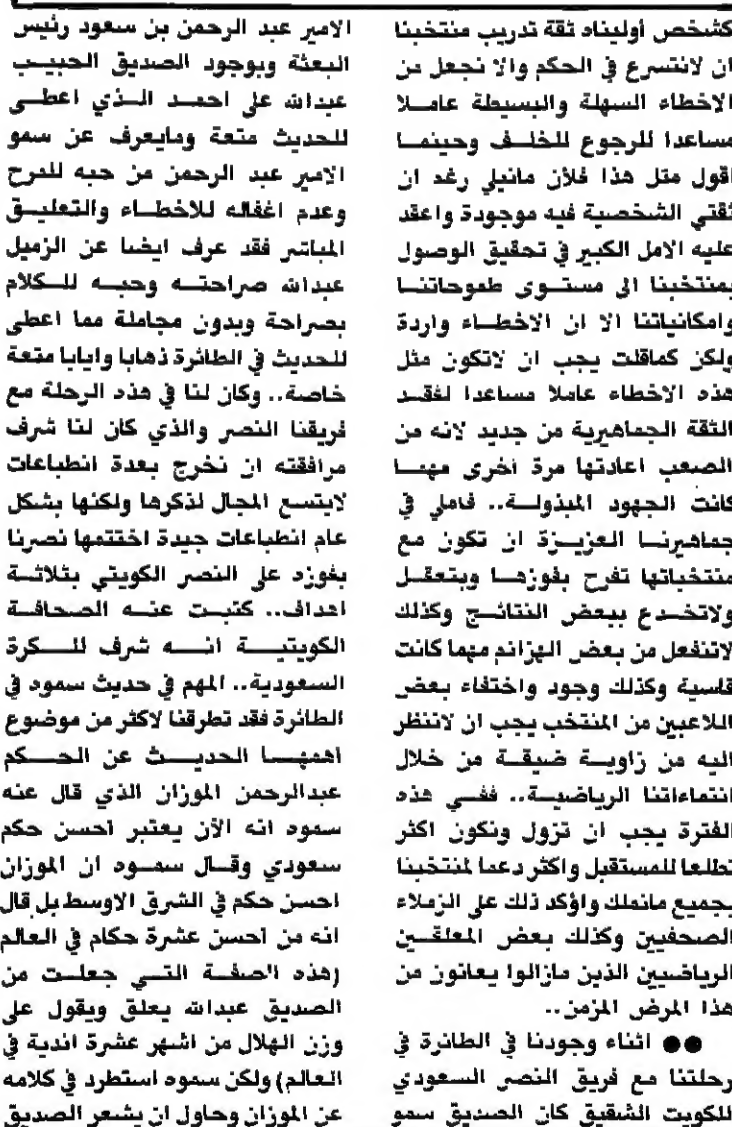 كشخص أوليناه ثقة تدريب منتخبنا
ان لانتسرع في الحكم والا نجعل من
الاخطاء السهلة والبسيطة عاملا
مساعدا للرجوع للخلف وحينما
اقول مثل هذا فلأن مانيلي رغد ان
ثقتي الشخصية فيه موجودة واعقد
عليه الامل الكبير في تحقيق الوصول
بمنتخبنا الى مستوى طموحاتنا
وامكانياتنا الا ان الاخطاء واردة
ولكن كماقلت يجب ان لاتكون مثل
هذه الاخطاء عاملا مساعدا لفقد
الثقة الجماهيرية من جديد لانه من
الصعب اعادتها مرة أخرى مهما
كانت الجهود المبذولة.. فاملي في
جماهيرنا العزيزة ان تكون مع
منتخباتها تفرح بفوزها وبتعقل
ولاتخدع ببعض النتائج وكذلك
لاتنفعل من بعض الهزائم مهما كانت
قاسية وكذلك وجود واختفاء بعض
اللاعبين من المنتخب يجب ان لاننظر
اليه من زاوية ضيقة من خلال
انتماءاتنا الرياضية.. ففي هذه
الفترة يجب ان تزول ونكون اكثر
تطلعا للمستقبل واكثر دعما لمنتخبنا
بجميع مانملك واؤكد ذلك على الزملاء
الصحفيين وكذلك بعض المعلقين
الرياضيين الذين مازالوا يعانون من
هذا المرض المزمن..
●● اثناء وجودنا في الطائرة في
رحلتنا مع فريق النصر السعودي
للكويت الشقيق كان الصديق سمو
الامير عبد الرحمن بن سعود رئيس
البعثة وبوجود الصديق الحبيب
عبدالله على احمد الذي اعطى
للحديث متعة ومايعرف عن سمو
الامير عبد الرحمن من حبه للمرح
وعدم اغفاله للاخطاء والتعليق
المباشر فقد عرف ايضا عن الزميل
عبدالله صراحته وحبه للكلام
بصراحة وبدون مجاملة مما اعطى
للحديث في الطائرة ذهابا وايابا متعة
خاصة.. وكان لنا في هذه الرحلة مع
فريقنا النصر والذي كان لنا شرف
مرافقته ان نخرج بعدة انطباعات
لايتسع المجال لذكرها ولكنها بشكل
عام انطباعات جيدة اختتمها نصرنا
بفوزه على النصر الكويتي بثلاثة
اهداف.. كتبت عنه الصحافة
الكويتية انه شرف للكرة
السعودية.. المهم في حديث سموه في
الطائرة فقد تطرقنا لاكثر من موضوع
اهمها الحديث عن الحكم
عبدالرحمن الموزان الذي قال عنه
سموه انه الآن يعتبر احسن حكم
سعودي وقال سموه ان الموزان
احسن حكم في الشرق الاوسط بل قال
انه من احسن عشرة حكام في العالم
(هذه الصفة التي جعلت من
الصديق عبدالله يعلق ويقول على
وزن الهلال من اشهر عشرة اندية في
العالم) ولكن سموه استطرد في كلامه
عن الموزان وحاول ان يشعر الصديق